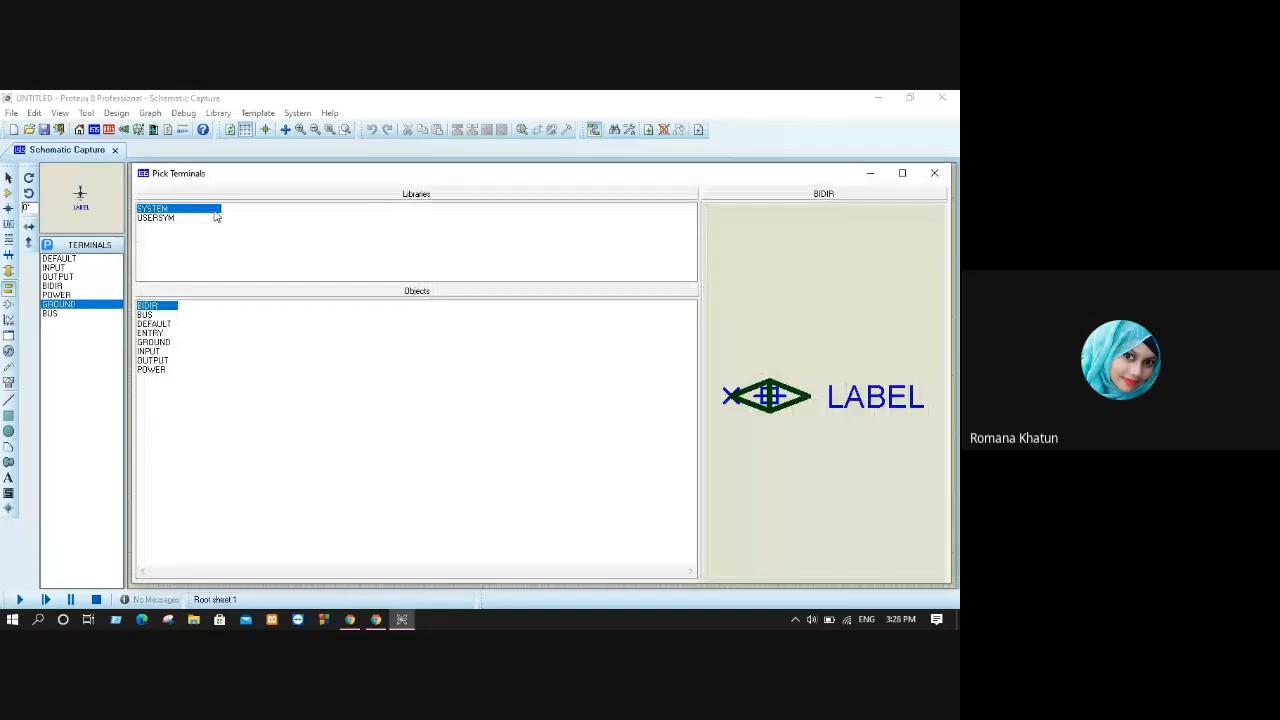 UNTITLED - Proteus 8 Professional - Schematic Capture
File Edit View Tool Design Graph Debug Library Template System Help
Schematic Capture
Pick Terminals
Libraries
BIDIR
SYSTEM
USERSYM
LABEL
0°
P TERMINALS
DEFAULT
INPUT
OUTPUT
BIDIR
POWER
GROUND
BUS
Objects
BIDIR
BUS
DEFAULT
ENTRY
GROUND
INPUT
OUTPUT
POWER
LABEL
Romana Khatun
No Messages Root sheet 1
ENG 3:28 PM